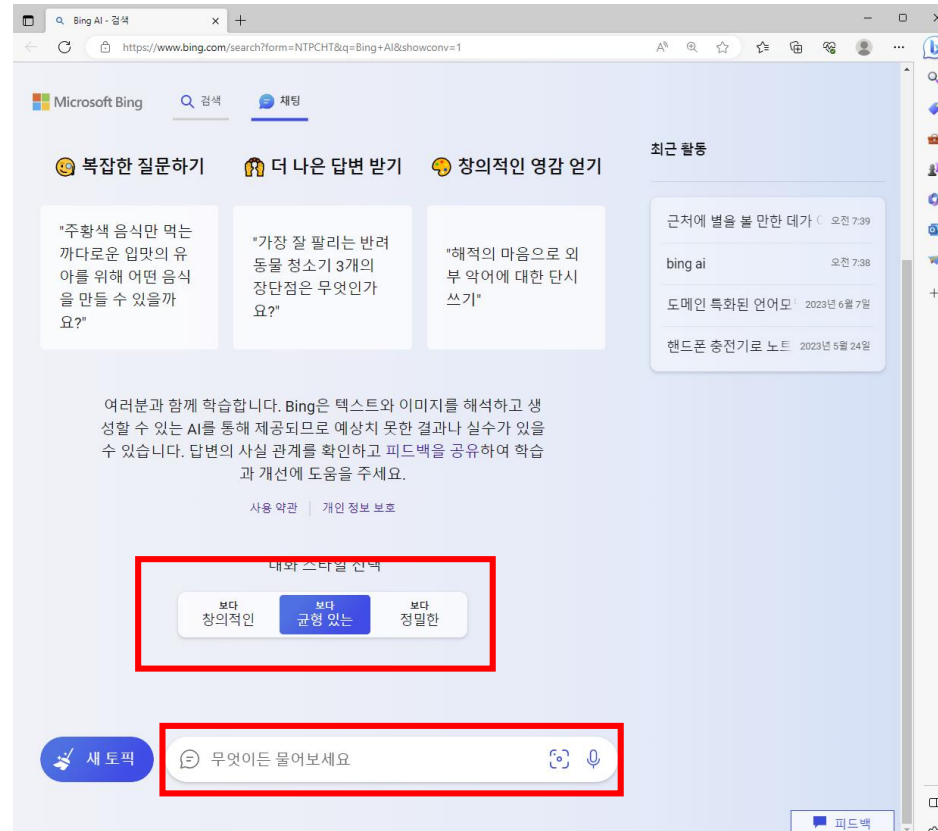 Bing AI - 검색
https://www.bing.com/search?form=NTPCHT&q=Bing+AI&showconv=1
Microsoft Bing 검색 채팅
복잡한 질문하기
"주황색 음식만 먹는
까다로운 입맛의 유
아를 위해 어떤 음식
을 만들 수 있을까
요?"
더 나은 답변 받기
"가장 잘 팔리는 반려
동물 청소기 3개의
장단점은 무엇인가
요?"
창의적인 영감 얻기
"해적의 마음으로 외
부 악어에 대한 단시
쓰기"
최근 활동
근처에 별을 볼 만한 데가 오전 7:39
bing ai 오전 7:38
도메인 특화된 언어모 2023년 6월 7일
핸드폰 충전기로 노트 2023년 5월 24일
여러분과 함께 학습합니다. Bing은 텍스트와 이미지를 해석하고 생
성할 수 있는 AI를 통해 제공되므로 예상치 못한 결과나 실수가 있을
수 있습니다. 답변의 사실 관계를 확인하고 피드백을 공유하여 학습
과 개선에 도움을 주세요.
사용 약관 개인 정보 보호
대화 스타일 선택
보다
창의적인
보다
균형 있는
보다
정밀한
새 토픽
무엇이든 물어보세요
피드백